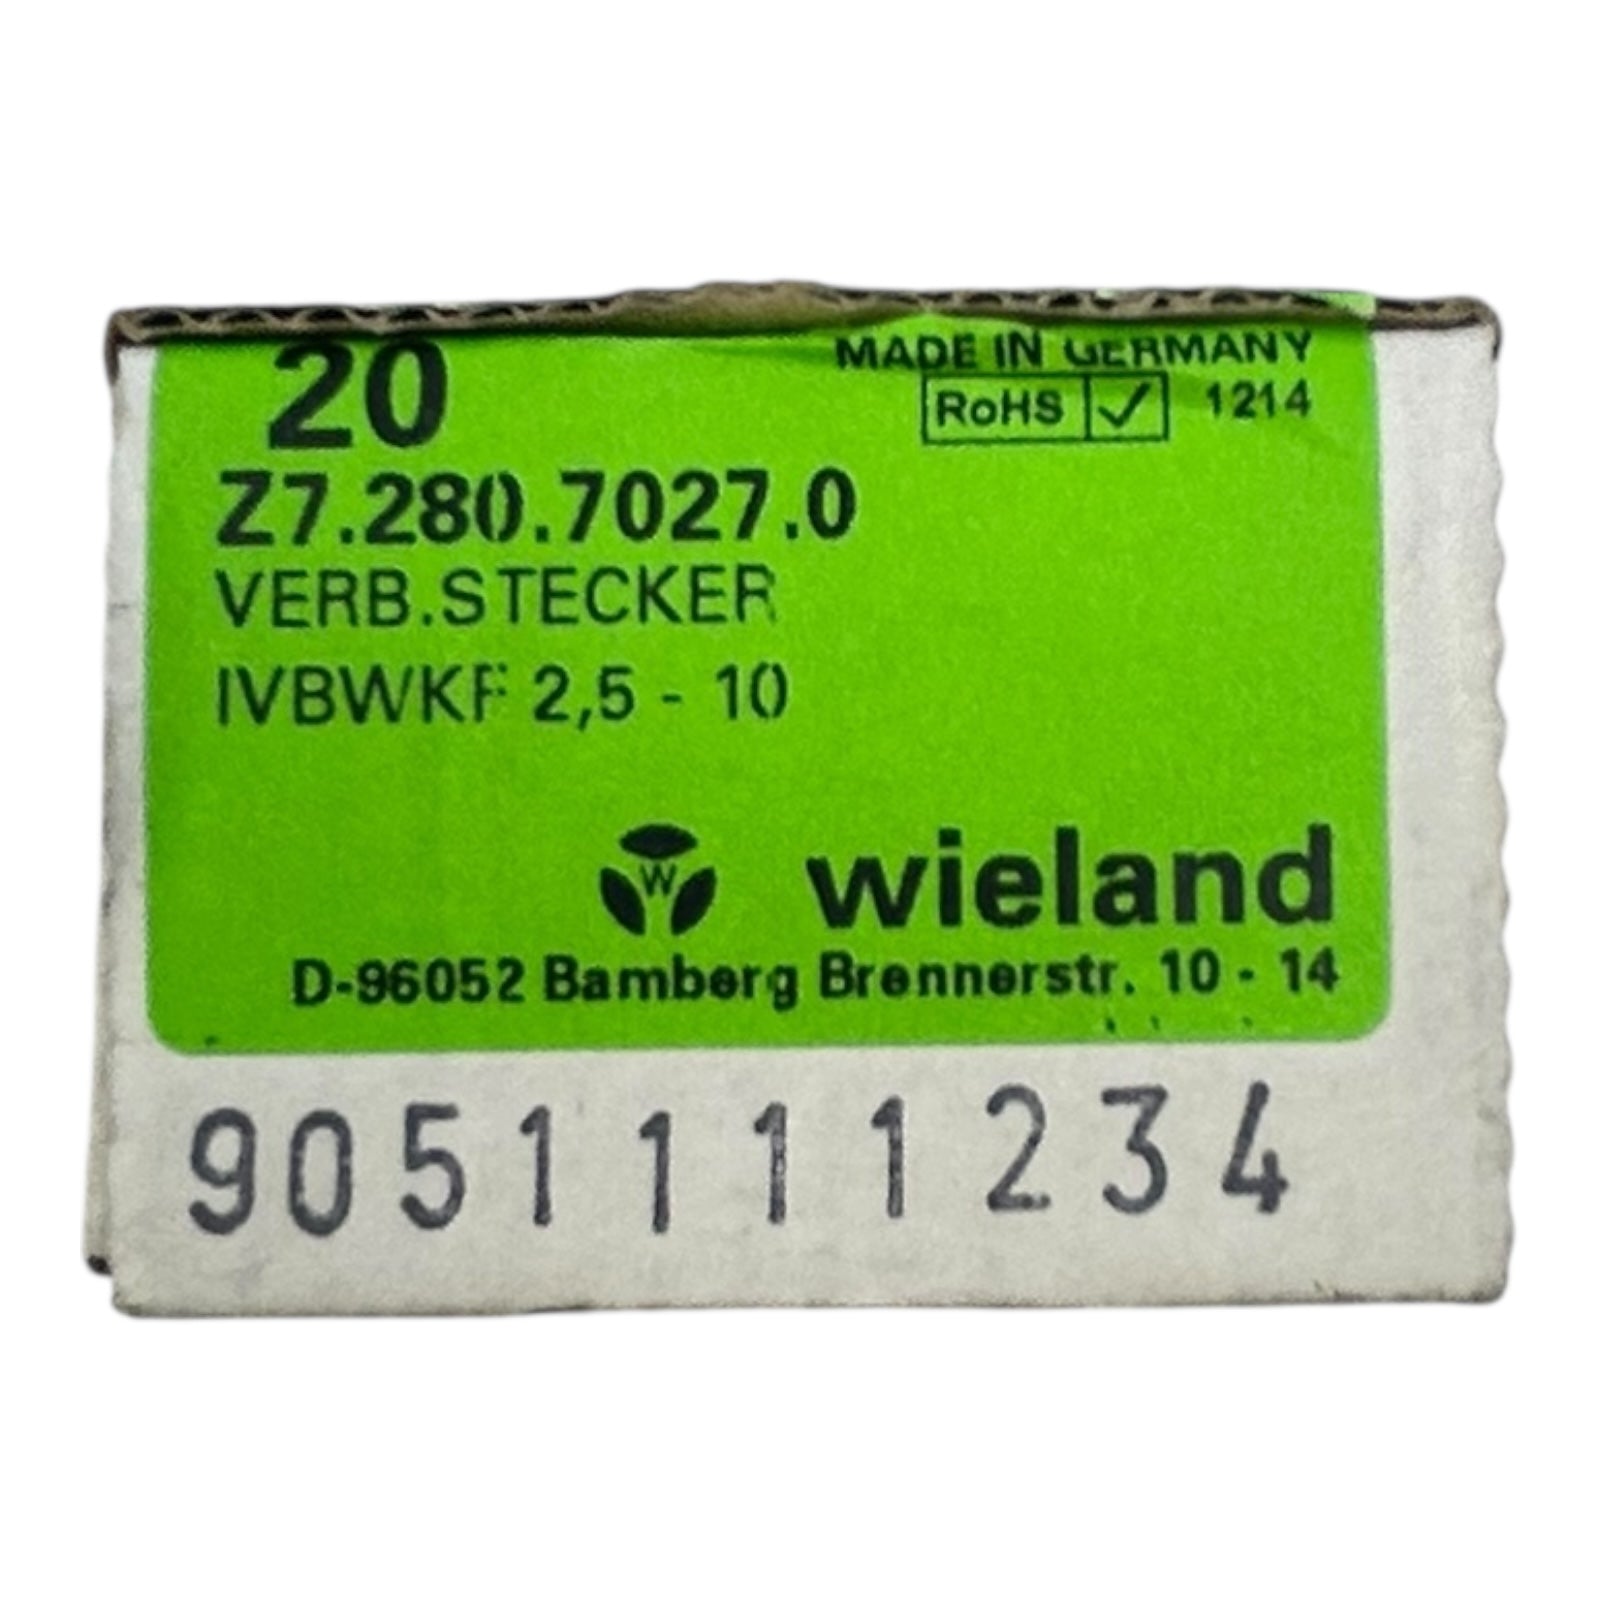 20
MADE IN GERMANY
RoHS ✓ 1214
Z7.280.7027.0
VERB.STECKER
IVBWKF 2,5 - 10
W wieland
D-96052 Bamberg Brennerstr. 10 - 14
9051111234